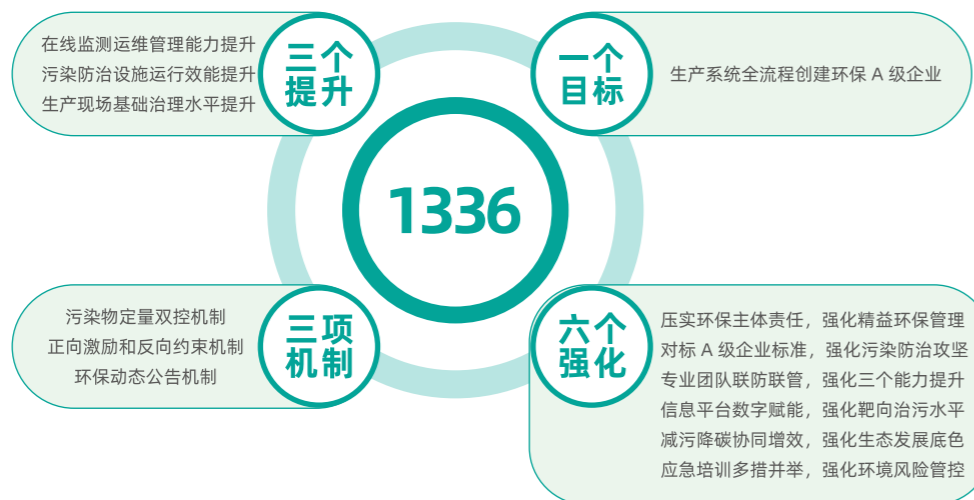 在线监测运维管理能力提升
污染防治设施运行效能提升
生产现场基础治理水平提升
三个
提升
一个
目标
生产系统全流程创建环保 A 级企业
1336
污染物定量双控机制
正向激励和反向约束机制
环保动态公告机制
三项
机制
六个
强化
压实环保主体责任，强化精益环保管理
对标 A 级企业标准，强化污染防治攻坚
专业团队联防联管，强化三个能力提升
信息平台数字赋能，强化靶向治污水平
减污降碳协同增效，强化生态发展底色
应急培训多措并举，强化环境风险管控